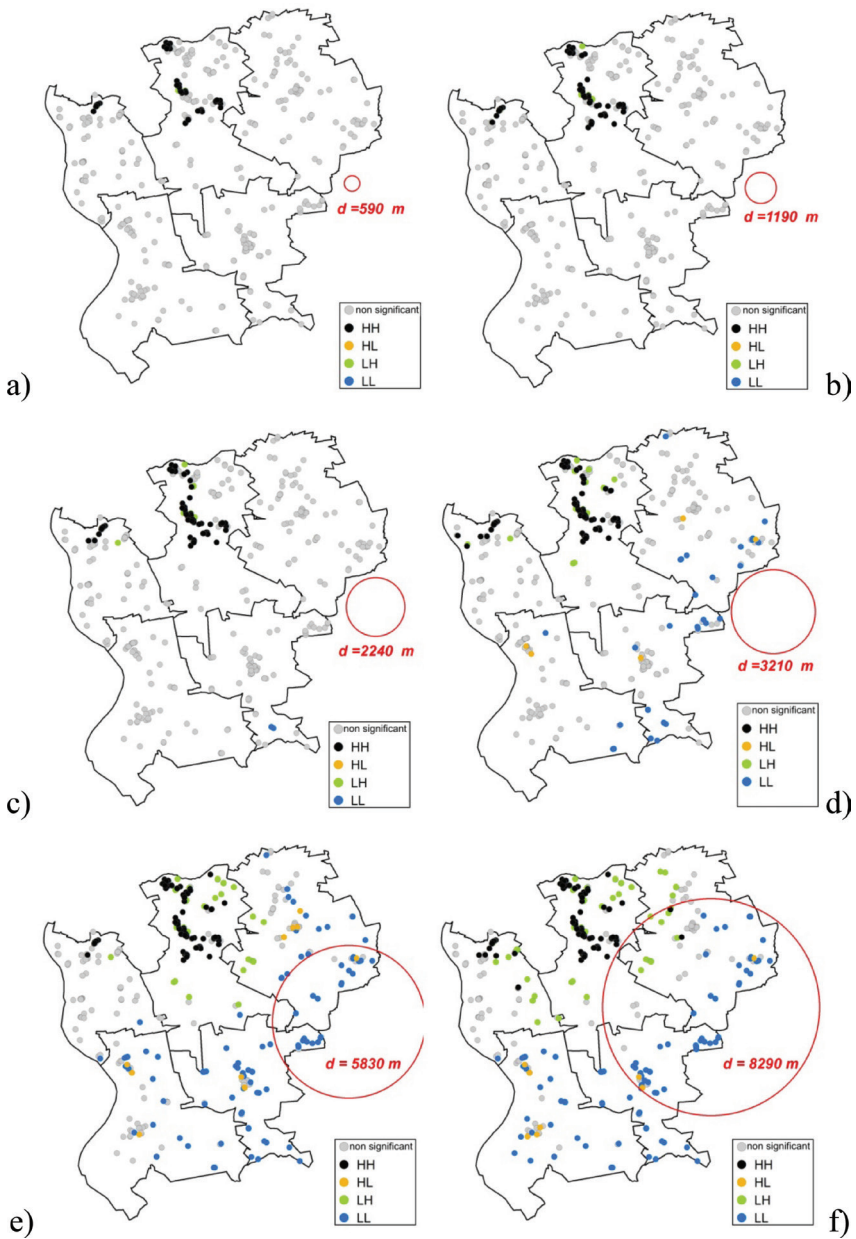 d =590 m
non significant
HH
HL
LH
LL
a)
d =1190 m
non significant
HH
HL
LH
LL
b)
d =2240 m
non significant
HH
HL
LH
LL
c)
d =3210 m
non significant
HH
HL
LH
LL
d)
d = 5830 m
non significant
HH
HL
LH
LL
e)
d = 8290 m
non significant
HH
HL
LH
LL
f)